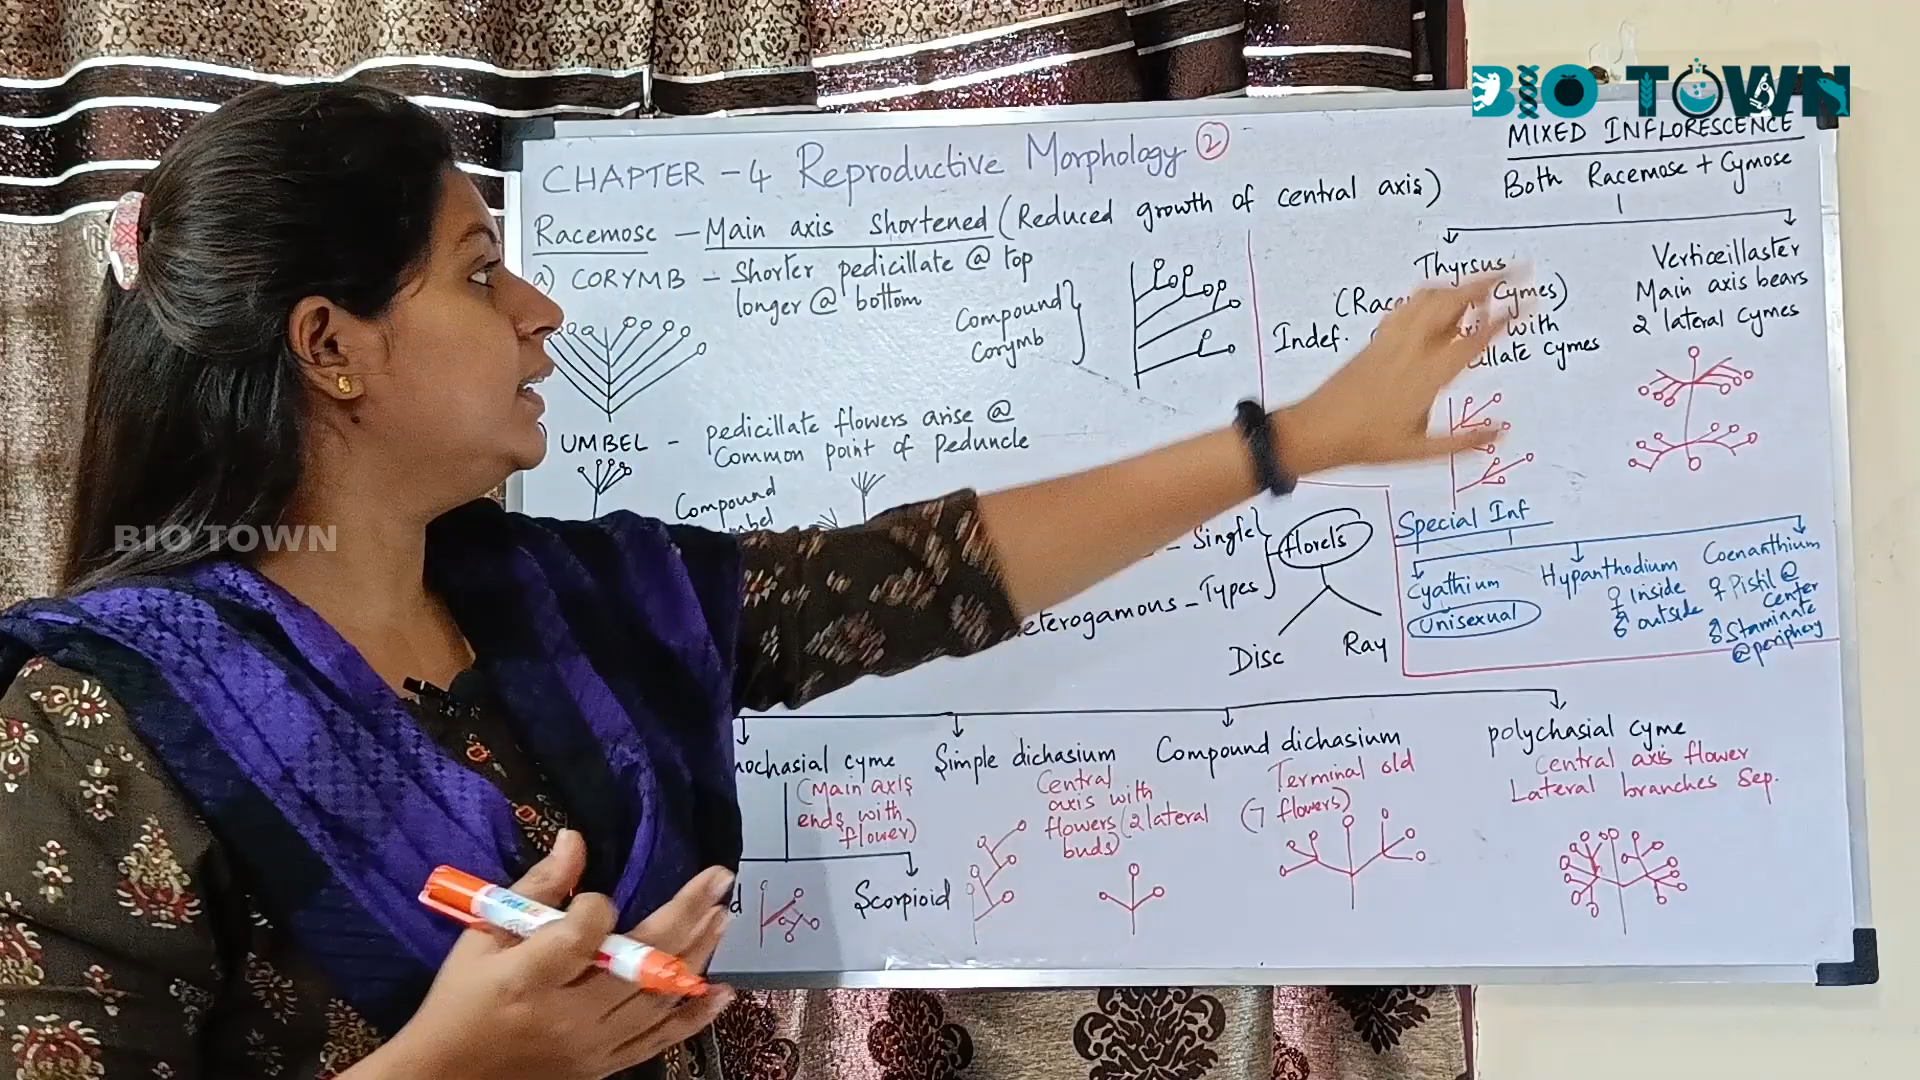 BIO TOWN
CHAPTER - 4 Reproductive Morphology 2
Racemose - Main axis shortened (Reduced growth of central axis)
a) CORYMB - Shorter pedicillate @ top
longer @ bottom
Compound
Corymb
UMBEL - pedicillate flowers arise @
Common point of Peduncle
Compound
Single
Types
florets
Disc
Ray
MIXED INFLORESCENCE
Both Racemose + Cymose
Thyrsus
Cymes)
Indef. with
cymes
Verticeillaster
Main axis bears
2 lateral cymes
Special Inf
Cyathium
Unisexual
Hypanthodium
♀ inside
♂ outside
Coenanthium
♀ Pistil @
Center
♂ Staminate
@ periphery
cyme
(Main axis
ends with
flower)
Scorpioid
Simple dichasium
Central
axis with
flowers (2 lateral
buds)
Compound dichasium
Terminal old
(7 flowers)
polychasial cyme
Central axis flower
Lateral branches Sep.
BIO TOWN